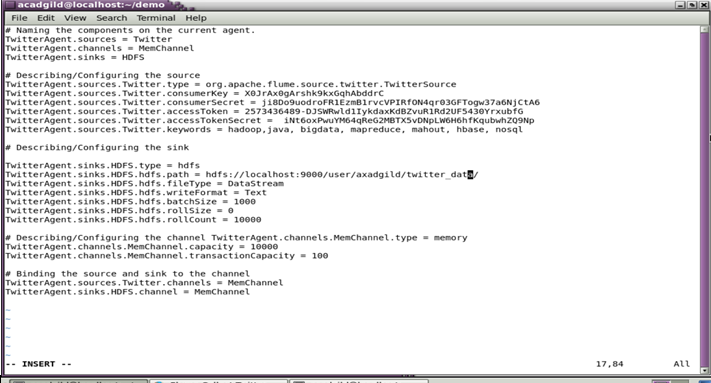 acadgild@localhost:~/demo
File Edit View Search Terminal Help
# Naming the components on the current agent.
TwitterAgent.sources = Twitter
TwitterAgent.channels = MemChannel
TwitterAgent.sinks = HDFS
# Describing/Configuring the source
TwitterAgent.sources.Twitter.type = org.apache.flume.source.twitter.TwitterSource
TwitterAgent.sources.Twitter.consumerKey = X0JrAx0gArshk9kxGqhAbddrC
TwitterAgent.sources.Twitter.consumerSecret = ji8Do9uodroFR1EzmB1rvcVPIRfON4qr03GFTogw37a6NjCtA6
TwitterAgent.sources.Twitter.accessToken = 2573436489-DJSWRwld1IykdaxKdBZvuR1Rd2UF5430YrxubfG
TwitterAgent.sources.Twitter.accessTokenSecret = iNt6oxPwuYM64qReG2MBTX5vDNpLW6H6hfKqubwhZQ9Np
TwitterAgent.sources.Twitter.keywords = hadoop,java, bigdata, mapreduce, mahout, hbase, nosql
# Describing/Configuring the sink
TwitterAgent.sinks.HDFS.type = hdfs
TwitterAgent.sinks.HDFS.hdfs.path = hdfs://localhost:9000/user/axadgild/twitter_data/
TwitterAgent.sinks.HDFS.hdfs.fileType = DataStream
TwitterAgent.sinks.HDFS.hdfs.writeFormat = Text
TwitterAgent.sinks.HDFS.hdfs.batchSize = 1000
TwitterAgent.sinks.HDFS.hdfs.rollSize = 0
TwitterAgent.sinks.HDFS.hdfs.rollCount = 10000
# Describing/Configuring the channel TwitterAgent.channels.MemChannel.type = memory
TwitterAgent.channels.MemChannel.capacity = 10000
TwitterAgent.channels.MemChannel.transactionCapacity = 100
# Binding the source and sink to the channel
TwitterAgent.sources.Twitter.channels = MemChannel
TwitterAgent.sinks.HDFS.channel = MemChannel
~
~
~
~
~
~
-- INSERT -- 17,84 All